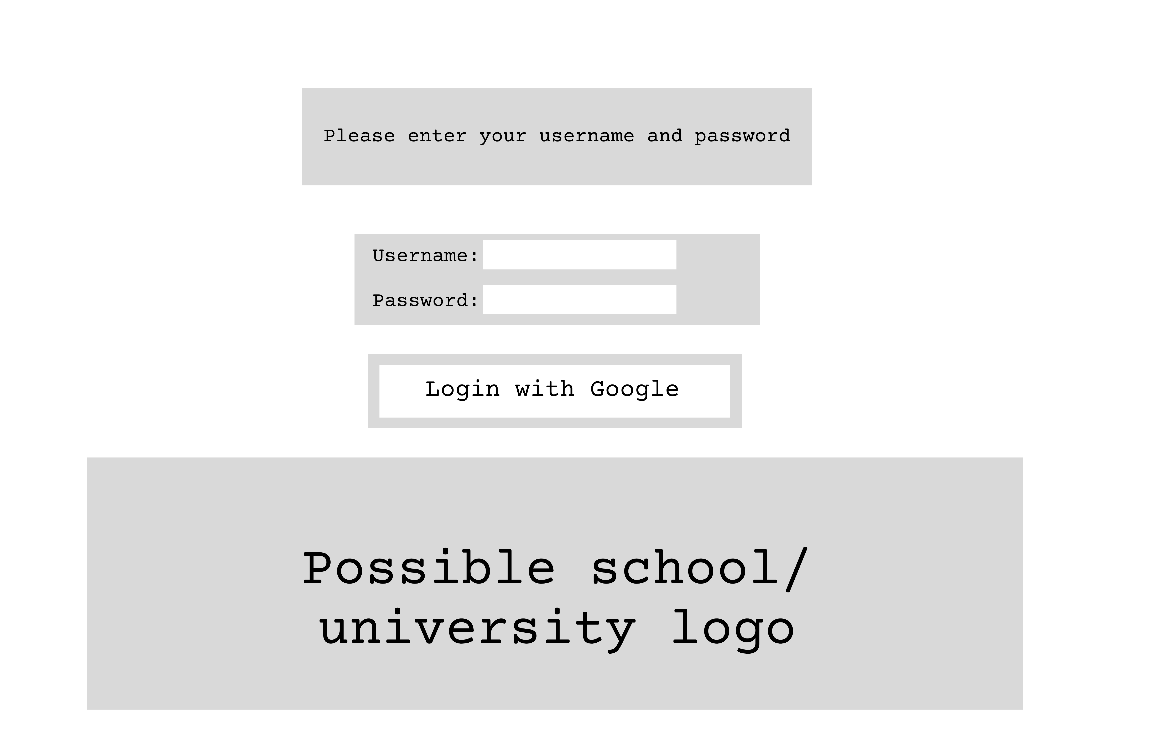 Please enter your username and password
Username:
Password:
Login with Google
Possible school/
university logo